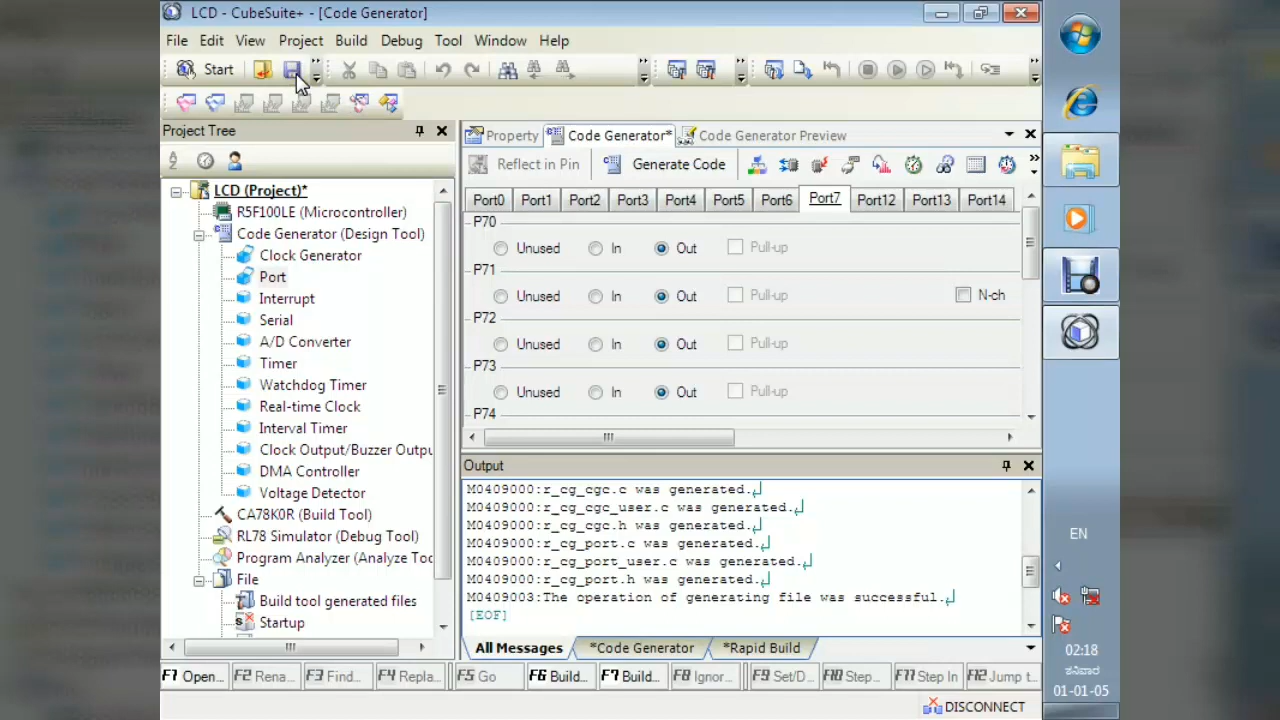 LCD - CubeSuite+ - [Code Generator]
File Edit View Project Build Debug Tool Window Help
Start
Project Tree
Property Code Generator* Code Generator Preview
Reflect in Pin Generate Code
LCD (Project)*
R5F100LE (Microcontroller)
Code Generator (Design Tool)
Clock Generator
Port
Interrupt
Serial
A/D Converter
Timer
Watchdog Timer
Real-time Clock
Interval Timer
Clock Output/Buzzer Outpu
DMA Controller
Voltage Detector
CA78K0R (Build Tool)
RL78 Simulator (Debug Tool)
Program Analyzer (Analyze Toc
File
Build tool generated files
Startup
Port0 Port1 Port2 Port3 Port4 Port5 Port6 Port7 Port12 Port13 Port14
P70
Unused In Out Pull-up
P71
Unused In Out Pull-up N-ch
P72
Unused In Out Pull-up
P73
Unused In Out Pull-up
P74
Output
M0409000:r_cg_cgc.c was generated.
M0409000:r_cg_cgc_user.c was generated.
M0409000:r_cg_cgc.h was generated.
M0409000:r_cg_port.c was generated.
M0409000:r_cg_port_user.c was generated.
M0409000:r_cg_port.h was generated.
M0409003:The operation of generating file was successful.
[EOF]
All Messages *Code Generator *Rapid Build
F1 Open... F2 Rena... F3 Find... F4 Repla... F5 Go F6 Build... F7 Build... F8 Ignor... F9 Set/D... F10 Step... F11 Step In F12 Jump t...
DISCONNECT
EN
02:18
ಶನಿವಾರ
01-01-05